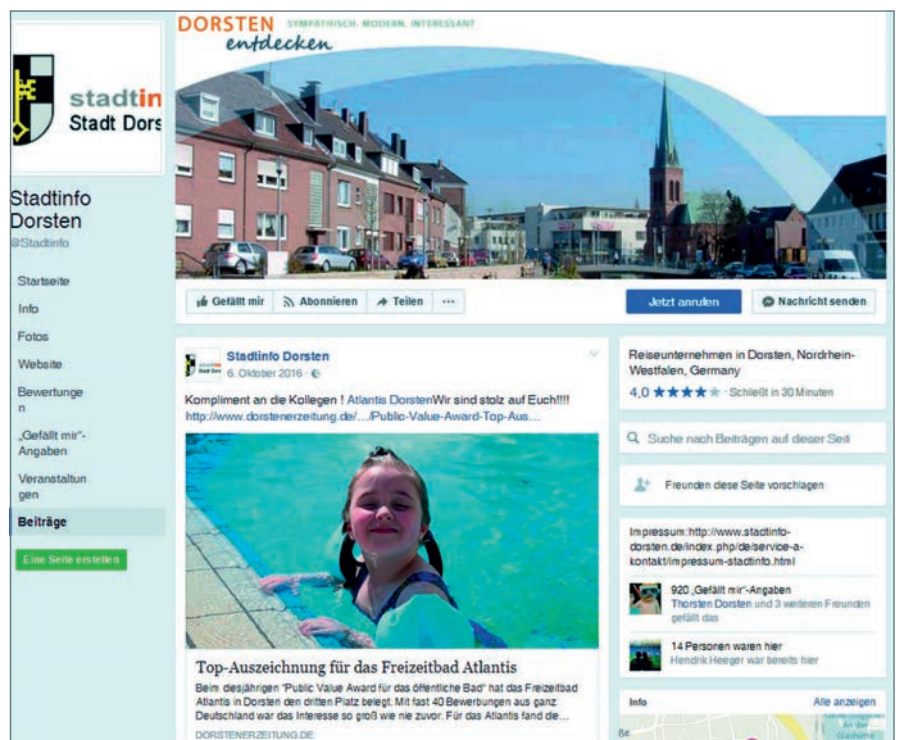 DORSTEN SYMPATHISCH. MODERN. INTERESSANT
entdecken
stadtin
Stadt Dors
Stadtinfo
Dorsten
@Stadtinfo
Startseite
Info
Fotos
Website
Bewertunge
n
„Gefällt mir“-
Angaben
Veranstaltun
gen
Beiträge
Eine Seite erstellen
Gefällt mir Abonnieren Teilen ...
Jetzt anrufen Nachricht senden
Stadtinfo Dorsten
6. Oktober 2016 ·
Kompliment an die Kollegen ! Atlantis DorstenWir sind stolz auf Euch!!!!
http://www.dorstenerzeitung.de/…/Public-Value-Award-Top-Aus…
Top-Auszeichnung für das Freizeitbad Atlantis
Beim diesjährigen "Public Value Award für das öffentliche Bad" hat das Freizeitbad
Atlantis in Dorsten den dritten Platz belegt. Mit fast 40 Bewerbungen aus ganz
Deutschland war das Interesse so groß wie nie zuvor. Für das Atlantis fand die…
DORSTENERZEITUNG.DE
Reiseunternehmen in Dorsten, Nordrhein-
Westfalen, Germany
4,0 ★★★★★ · Schließt in 30 Minuten
Suche nach Beiträgen auf dieser Seit
Freunden diese Seite vorschlagen
Impressum:http://www.stadtinfo-
dorsten.de/index.php/de/service-a-
kontakt/impressum-stadtinfo.html
920 „Gefällt mir“-Angaben
Thorsten Dorsten und 3 weiteren Freunden
gefällt das
14 Personen waren hier
Hendrik Heeger war bereits hier
Info Alle anzeigen
An der
Glashütte